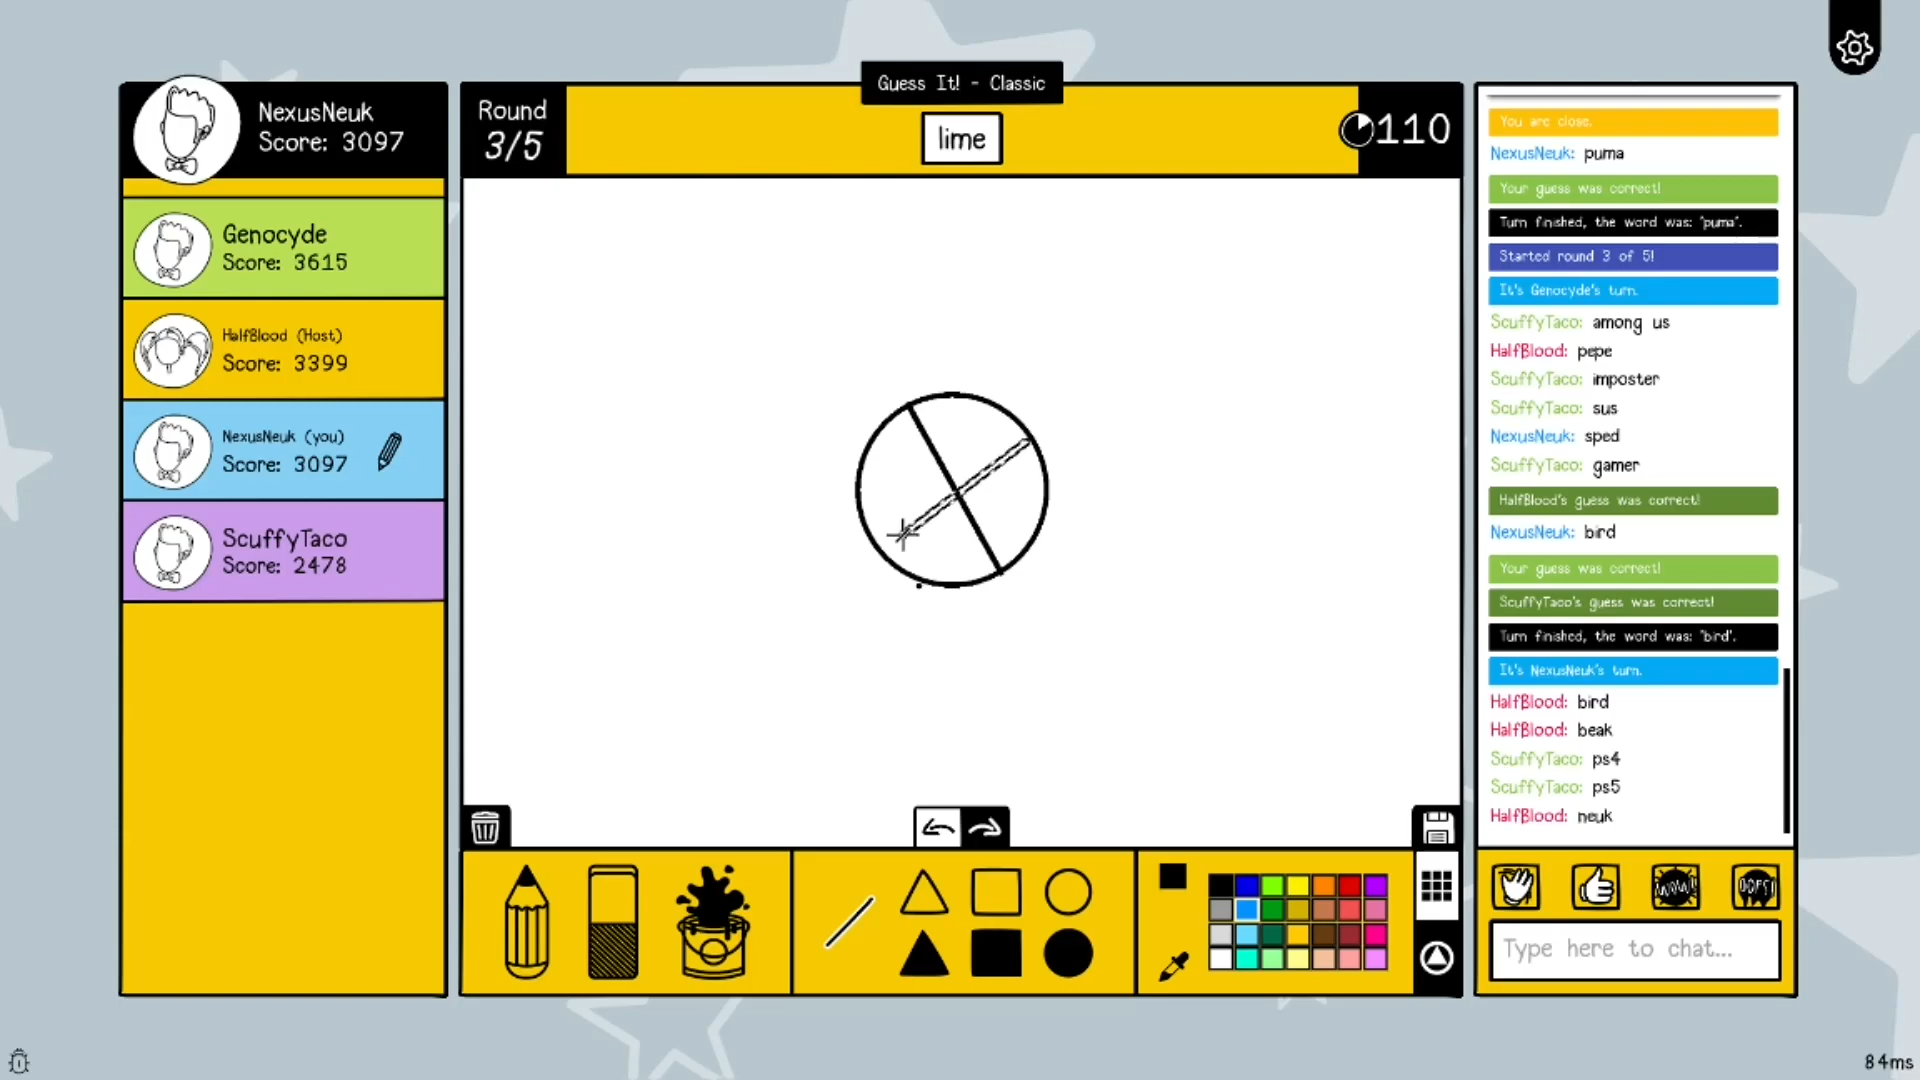 Guess It! - Classic
NexusNeuk
Score: 3097
Round
3/5
lime
110
Genocyde
Score: 3615
HalfBlood (Host)
Score: 3399
NexusNeuk (you)
Score: 3097
ScuffyTaco
Score: 2478
You are close.
NexusNeuk: puma
Your guess was correct!
Turn finished, the word was: "puma".
Started round 3 of 5!
It's Genocyde's turn.
ScuffyTaco: among us
HalfBlood: pepe
ScuffyTaco: imposter
ScuffyTaco: sus
NexusNeuk: sped
ScuffyTaco: gamer
HalfBlood's guess was correct!
NexusNeuk: bird
Your guess was correct!
ScuffyTaco's guess was correct!
Turn finished, the word was: "bird".
It's NexusNeuk's turn.
HalfBlood: bird
HalfBlood: beak
ScuffyTaco: ps4
ScuffyTaco: ps5
HalfBlood: neuk
WOW!
OOPS!
Type here to chat...
84ms